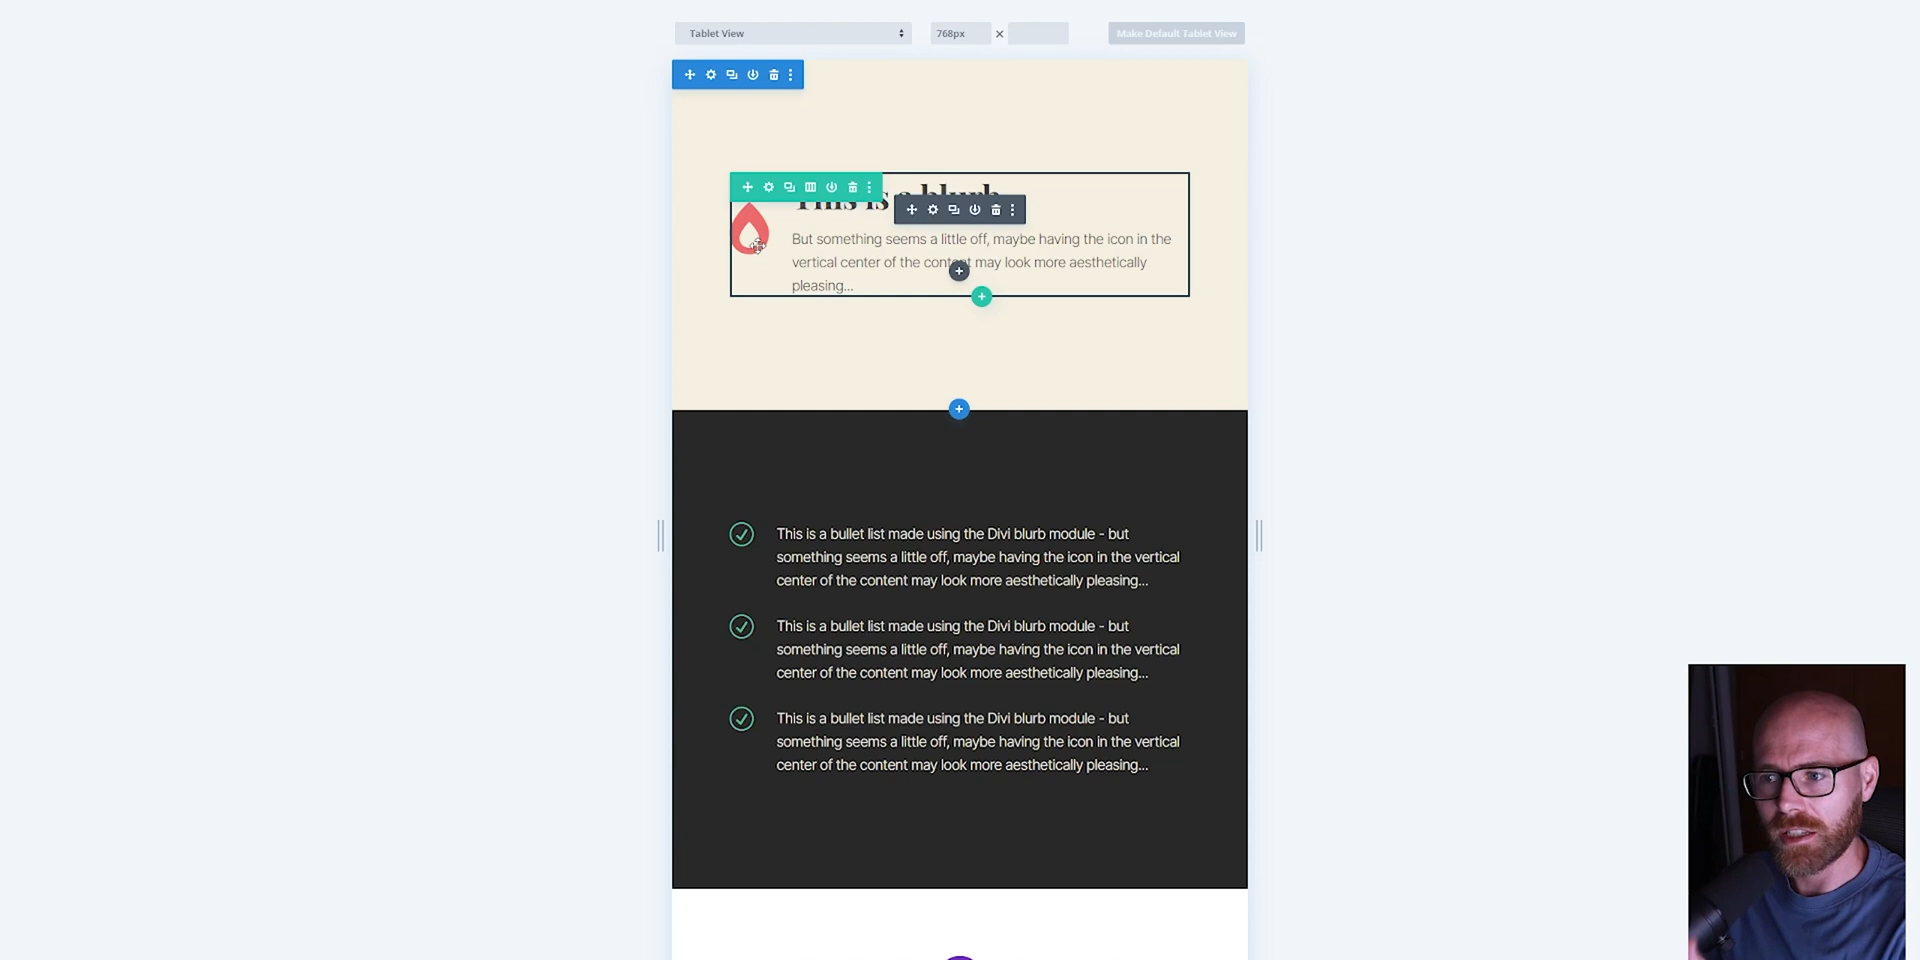 Tablet View
768px
Make Default Tablet View
This is a blurb
But something seems a little off, maybe having the icon in the
vertical center of the content may look more aesthetically
pleasing...
This is a bullet list made using the Divi blurb module - but
something seems a little off, maybe having the icon in the vertical
center of the content may look more aesthetically pleasing...
This is a bullet list made using the Divi blurb module - but
something seems a little off, maybe having the icon in the vertical
center of the content may look more aesthetically pleasing...
This is a bullet list made using the Divi blurb module - but
something seems a little off, maybe having the icon in the vertical
center of the content may look more aesthetically pleasing...